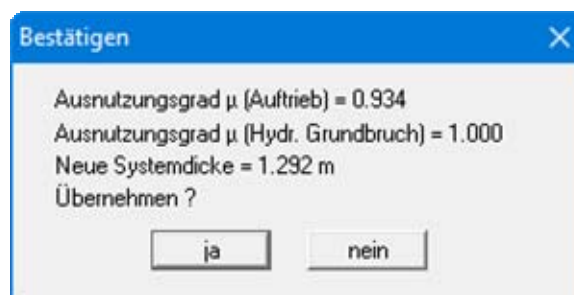 Bestätigen
Ausnutzungsgrad µ (Auftrieb) = 0.934
Ausnutzungsgrad µ (Hydr. Grundbruch) = 1.000
Neue Systemdicke = 1.292 m
Übernehmen ?
ja nein